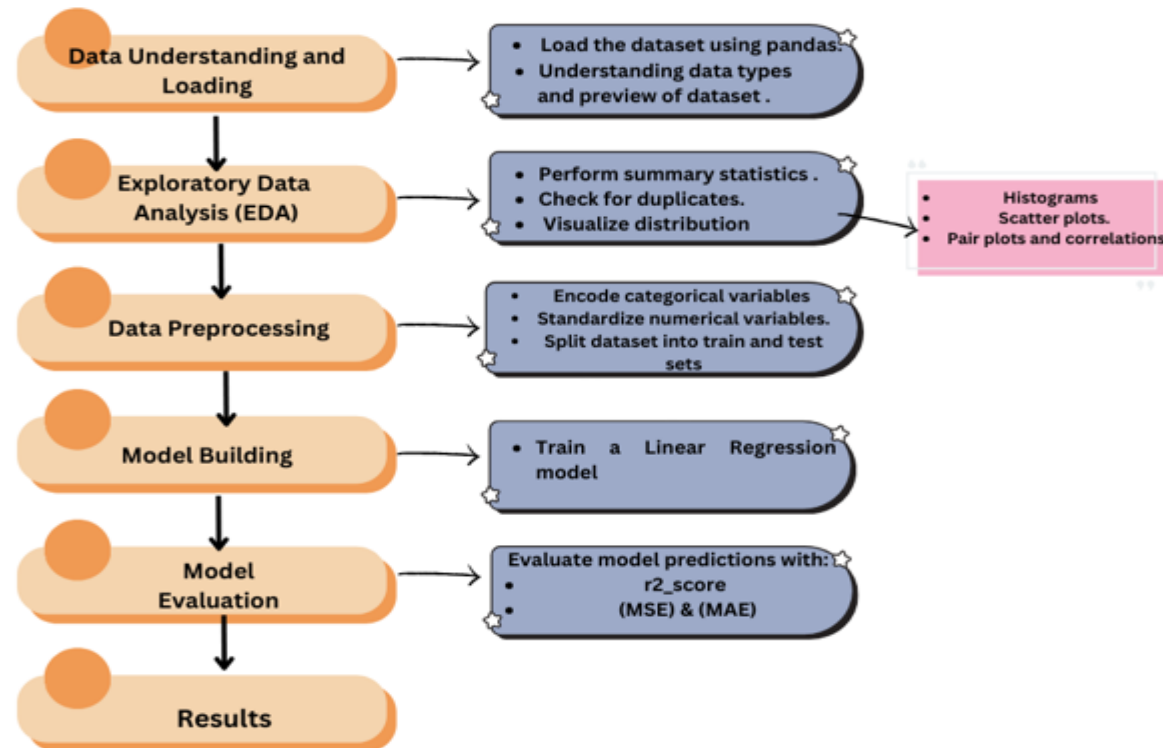 Data Understanding and
Loading
• Load the dataset using pandas.
• Understanding data types
and preview of dataset .
Exploratory Data
Analysis (EDA)
• Perform summary statistics .
• Check for duplicates.
• Visualize distribution
• Histograms
• Scatter plots.
• Pair plots and correlations
Data Preprocessing
• Encode categorical variables
• Standardize numerical variables.
• Split dataset into train and test
sets
Model Building
• Train a Linear Regression
model
Model
Evaluation
Evaluate model predictions with:
• r2_score
• (MSE) & (MAE)
Results